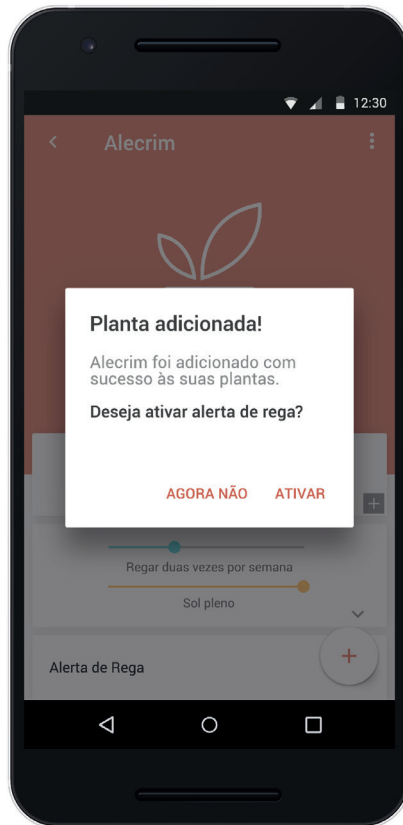 12:30
Alecrim
Planta adicionada!
Alecrim foi adicionado com
sucesso às suas plantas.
Deseja ativar alerta de rega?
AGORA NÃO ATIVAR
Regar duas vezes por semana
Sol pleno
Alerta de Rega